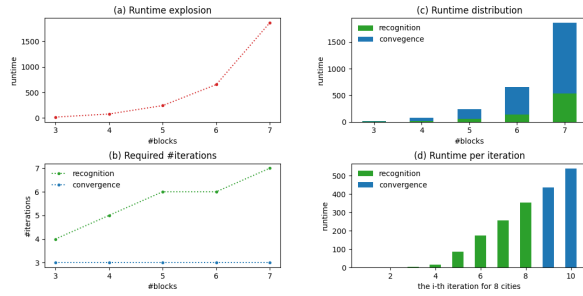 (a) Runtime explosion
1500
1000
500
0
runtime
3 4 5 6 7
#blocks
(c) Runtime distribution
recognition
convegence
1500
1000
500
0
runtime
3 4 5 6 7
#blocks
(b) Required #iterations
recognition
convergence
7
6
5
4
3
#iterations
3 4 5 6 7
#blocks
(d) Runtime per iteration
recognition
convergence
500
400
300
200
100
0
runtime
2 4 6 8 10
the i-th iteration for 8 cities